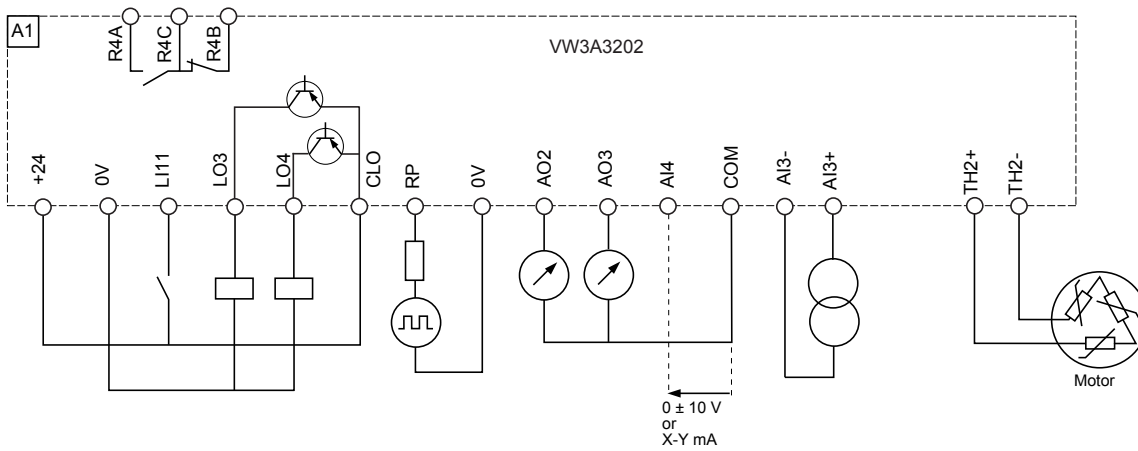 A1
R4A
R4C
R4B
VW3A3202
+24
0V
LI11
LO3
LO4
CLO
RP
0V
AO2
AO3
AI4
COM
AI3-
AI3+
TH2+
TH2-
Motor
0 ± 10 V
or
X-Y mA